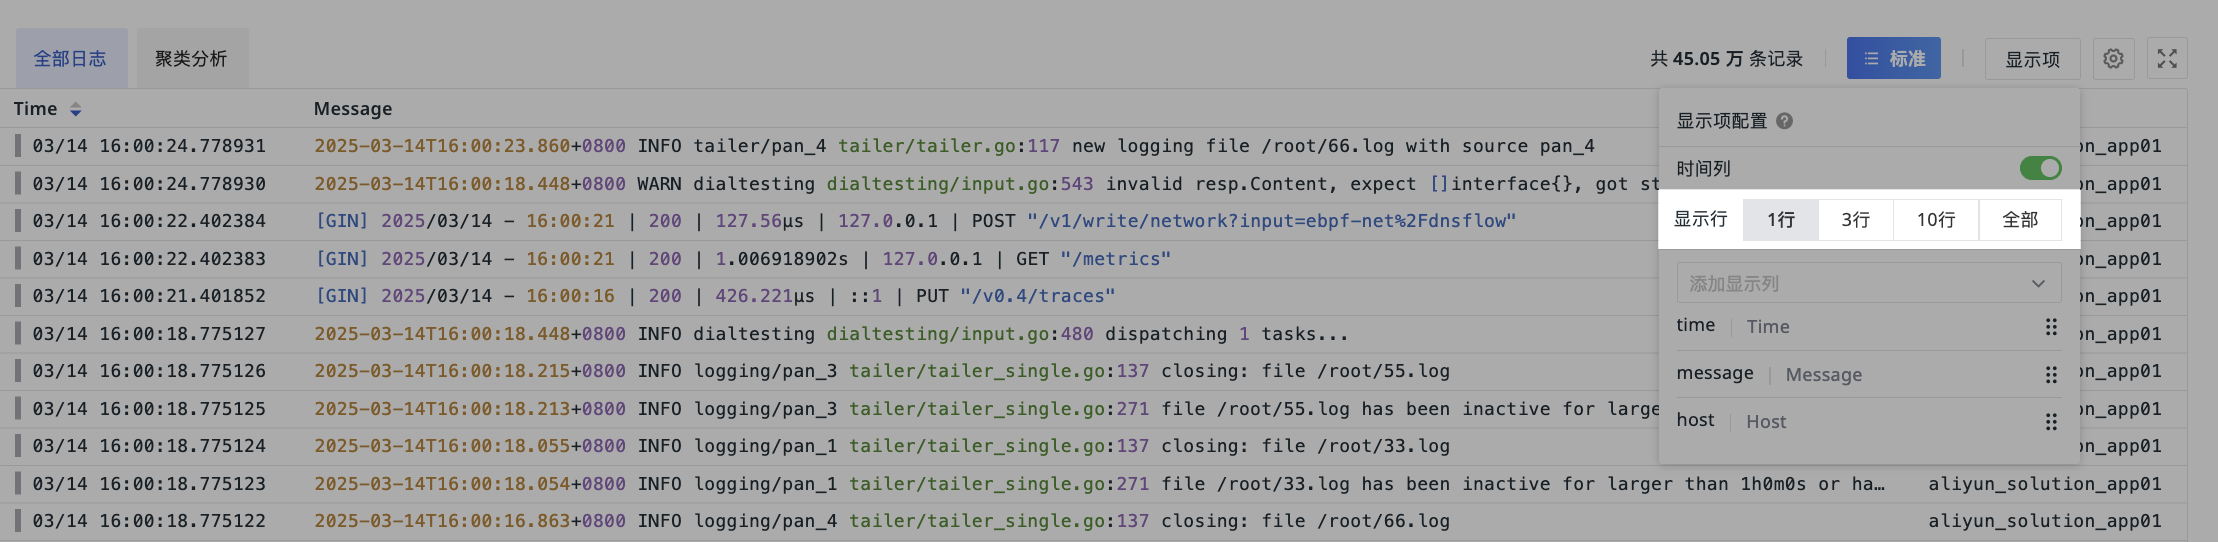 全部日志 聚类分析 共 45.05 万 条记录 标准 显示项
Time Message
03/14 16:00:24.778931 2025-03-14T16:00:23.860+0800 INFO tailer/pan_4 tailer/tailer.go:117 new logging file /root/66.log with source pan_4 on_app01
03/14 16:00:24.778930 2025-03-14T16:00:18.448+0800 WARN dialtesting dialtesting/input.go:543 invalid resp.Content, expect []interface{}, got st
03/14 16:00:22.402384 [GIN] 2025/03/14 - 16:00:21 | 200 | 127.56µs | 127.0.0.1 | POST "/v1/write/network?input=ebpf-net%2Fdnsflow"
03/14 16:00:22.402383 [GIN] 2025/03/14 - 16:00:21 | 200 | 1.006918902s | 127.0.0.1 | GET "/metrics" on_app01
03/14 16:00:21.401852 [GIN] 2025/03/14 - 16:00:16 | 200 | 426.221µs | ::1 | PUT "/v0.4/traces" on_app01
03/14 16:00:18.775127 2025-03-14T16:00:18.448+0800 INFO dialtesting dialtesting/input.go:480 dispatching 1 tasks... on_app01
03/14 16:00:18.775126 2025-03-14T16:00:18.215+0800 INFO logging/pan_3 tailer/tailer_single.go:137 closing: file /root/55.log on_app01
03/14 16:00:18.775125 2025-03-14T16:00:18.213+0800 INFO logging/pan_3 tailer/tailer_single.go:271 file /root/55.log has been inactive for large on_app01
03/14 16:00:18.775124 2025-03-14T16:00:18.055+0800 INFO logging/pan_1 tailer/tailer_single.go:137 closing: file /root/33.log on_app01
03/14 16:00:18.775123 2025-03-14T16:00:18.054+0800 INFO logging/pan_1 tailer/tailer_single.go:271 file /root/33.log has been inactive for larger than 1h0m0s or ha… aliyun_solution_app01
03/14 16:00:18.775122 2025-03-14T16:00:16.863+0800 INFO logging/pan_4 tailer/tailer_single.go:137 closing: file /root/66.log aliyun_solution_app01
显示项配置
时间列
显示行 1行 3行 10行 全部
添加显示列
time Time
message Message
host Host